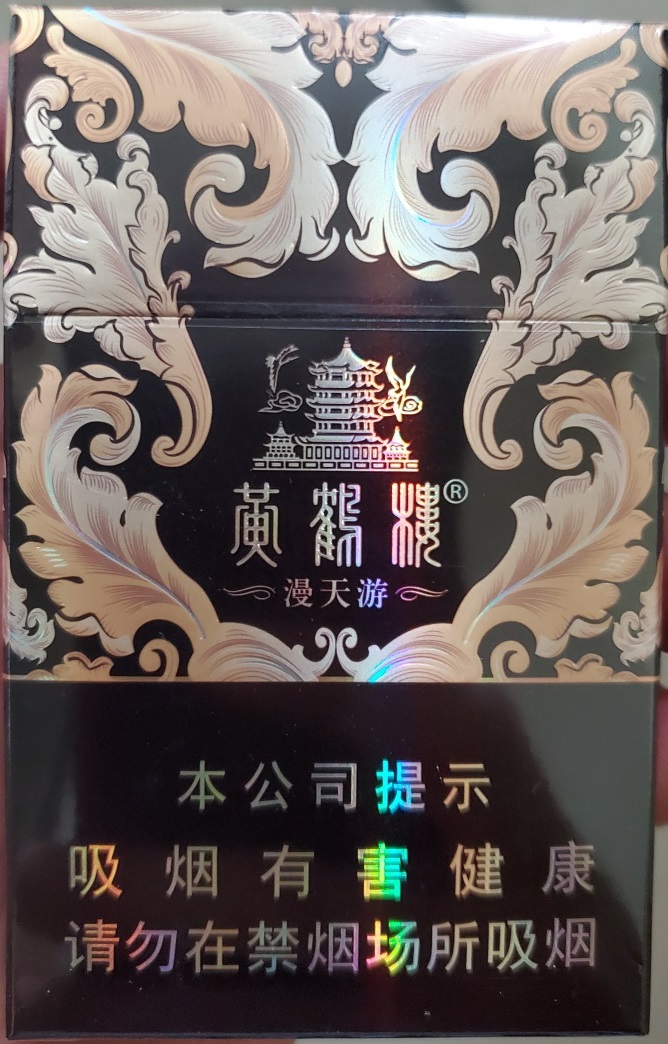 黄鹤楼®
漫天游
本公司提示
吸烟有害健康
请勿在禁烟场所吸烟